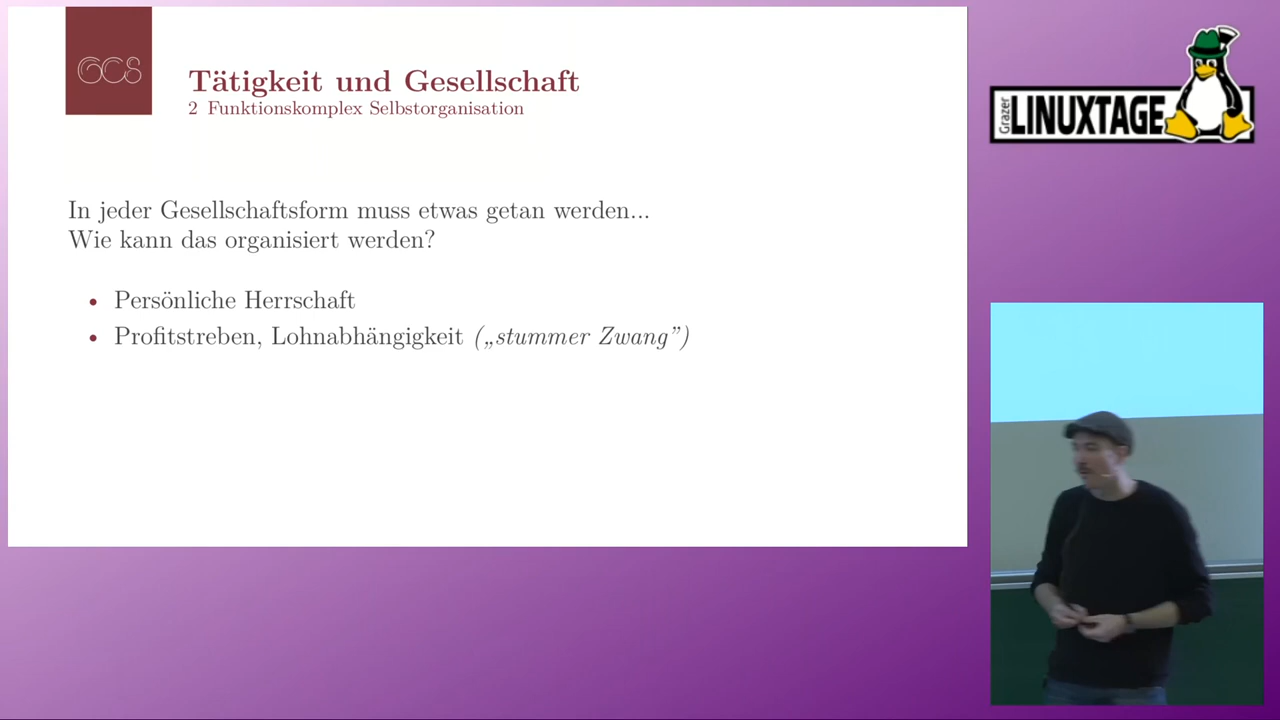 GCS
Tätigkeit und Gesellschaft
2 Funktionskomplex Selbstorganisation
In jeder Gesellschaftsform muss etwas getan werden...
Wie kann das organisiert werden?
• Persönliche Herrschaft
• Profitstreben, Lohnabhängigkeit („stummer Zwang”)
Grazer
LINUXTAGE